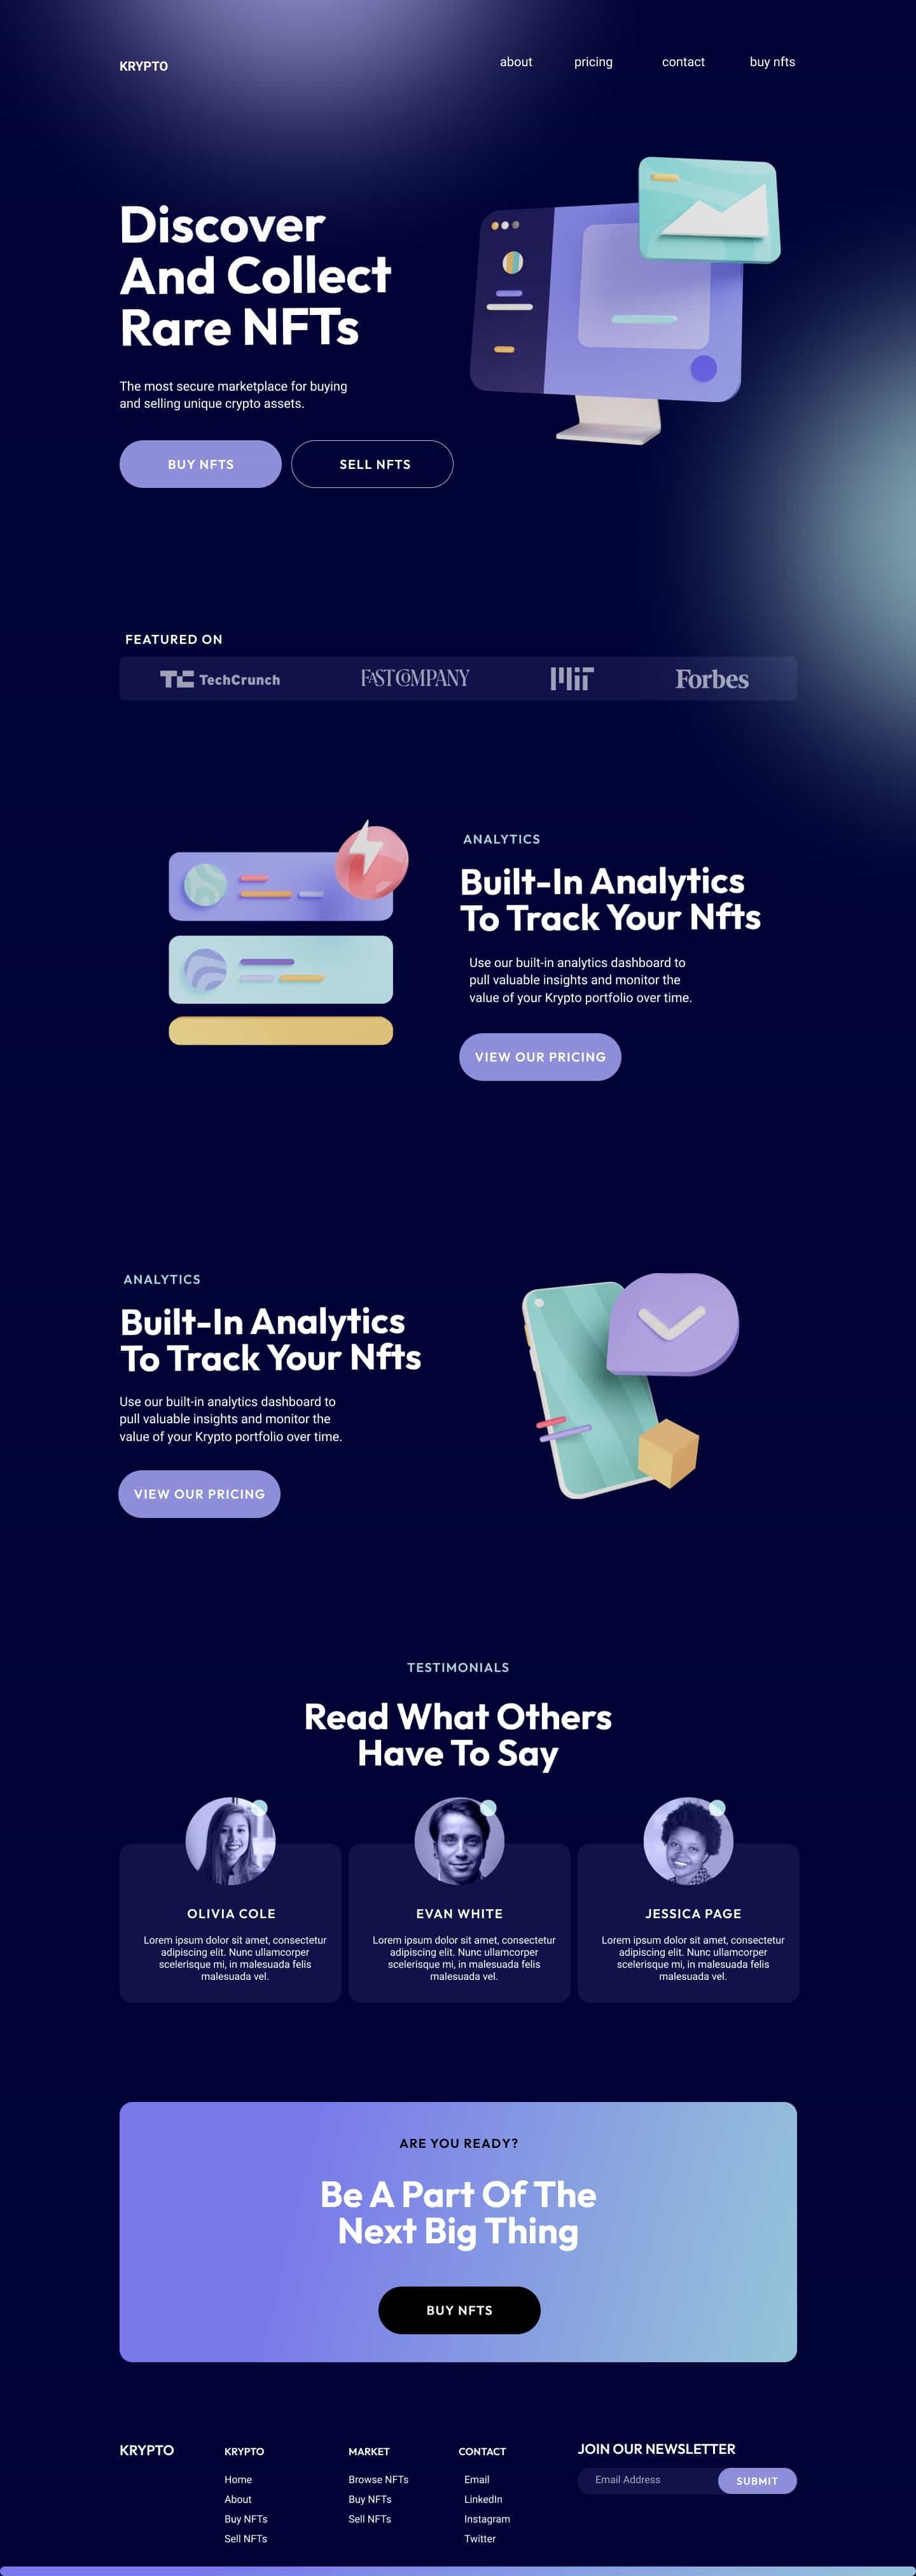 KRYPTO
about pricing contact buy nfts
Discover
And Collect
Rare NFTs
The most secure marketplace for buying
and selling unique crypto assets.
BUY NFTS
SELL NFTS
FEATURED ON
TC TechCrunch
FAST COMPANY
MIT
Forbes
ANALYTICS
Built-In Analytics
To Track Your Nfts
Use our built-in analytics dashboard to
pull valuable insights and monitor the
value of your Krypto portfolio over time.
VIEW OUR PRICING
ANALYTICS
Built-In Analytics
To Track Your Nfts
Use our built-in analytics dashboard to
pull valuable insights and monitor the
value of your Krypto portfolio over time.
VIEW OUR PRICING
TESTIMONIALS
Read What Others
Have To Say
OLIVIA COLE
Lorem ipsum dolor sit amet, consectetur
adipiscing elit. Nunc ullamcorper
scelerisque mi, in malesuada felis
malesuada vel.
EVAN WHITE
Lorem ipsum dolor sit amet, consectetur
adipiscing elit. Nunc ullamcorper
scelerisque mi, in malesuada felis
malesuada vel.
JESSICA PAGE
Lorem ipsum dolor sit amet, consectetur
adipiscing elit. Nunc ullamcorper
scelerisque mi, in malesuada felis
malesuada vel.
ARE YOU READY?
Be A Part Of The
Next Big Thing
BUY NFTS
KRYPTO
KRYPTO
Home
About
Buy NFTs
Sell NFTs
MARKET
Browse NFTs
Buy NFTs
Sell NFTs
CONTACT
Email
LinkedIn
Instagram
Twitter
JOIN OUR NEWSLETTER
Email Address
SUBMIT